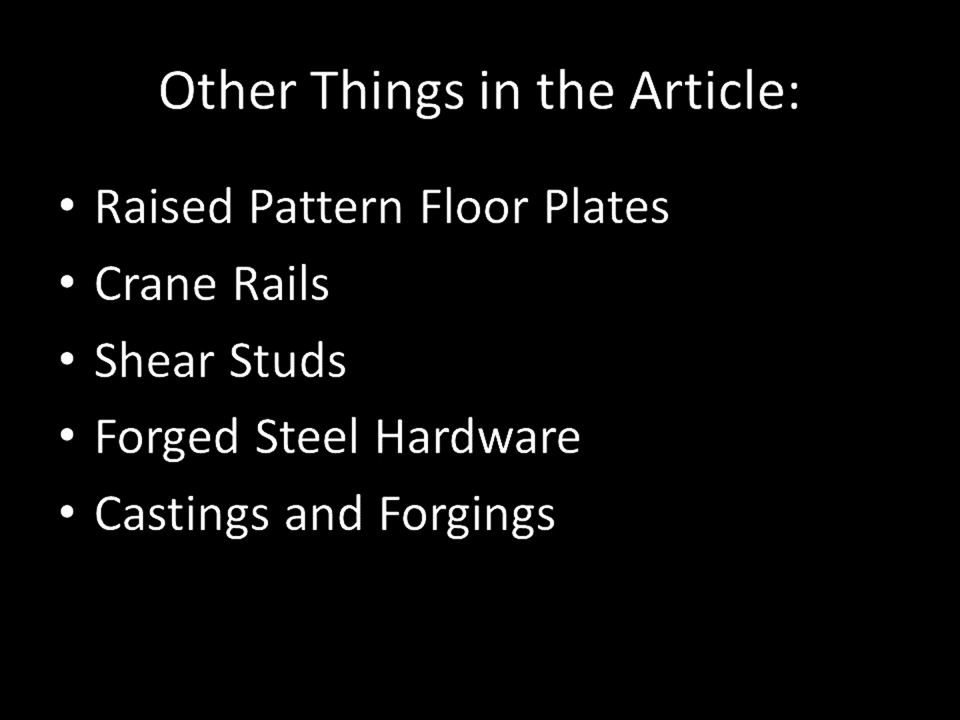 Other Things in the Article:
• Raised Pattern Floor Plates
• Crane Rails
• Shear Studs
• Forged Steel Hardware
• Castings and Forgings